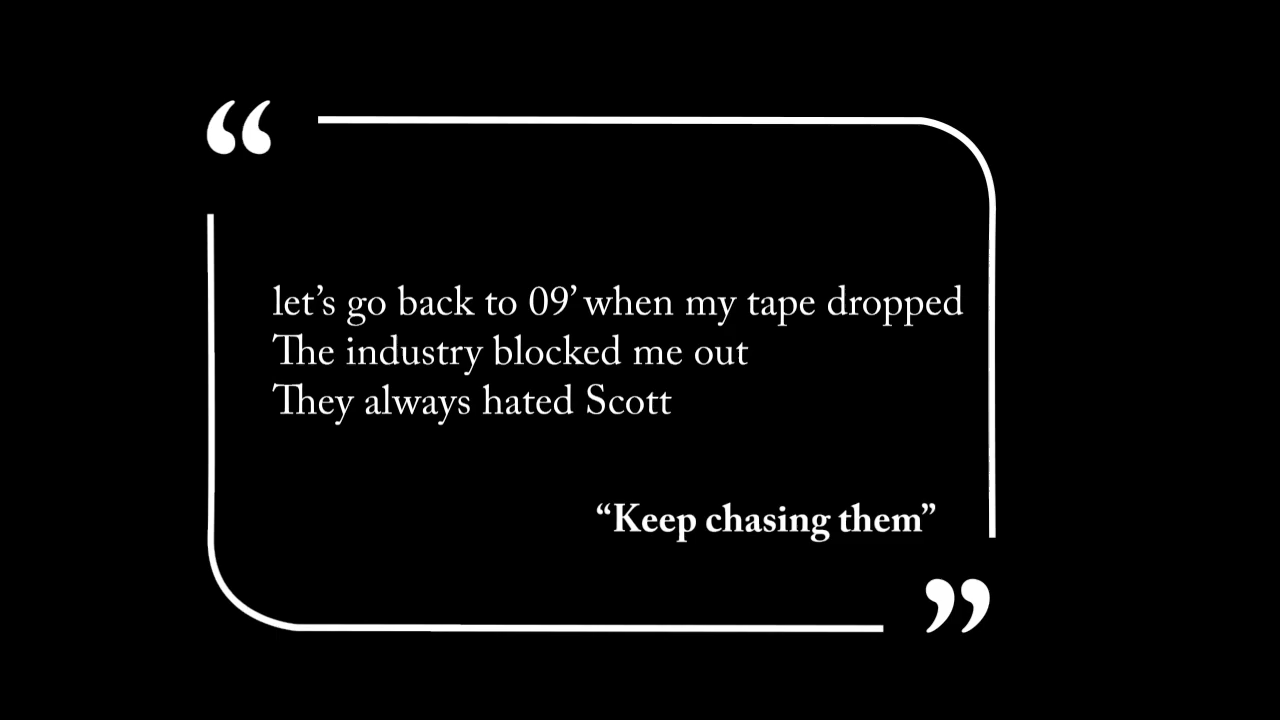 “
let’s go back to 09’ when my tape dropped
The industry blocked me out
They always hated Scott
“Keep chasing them”
”